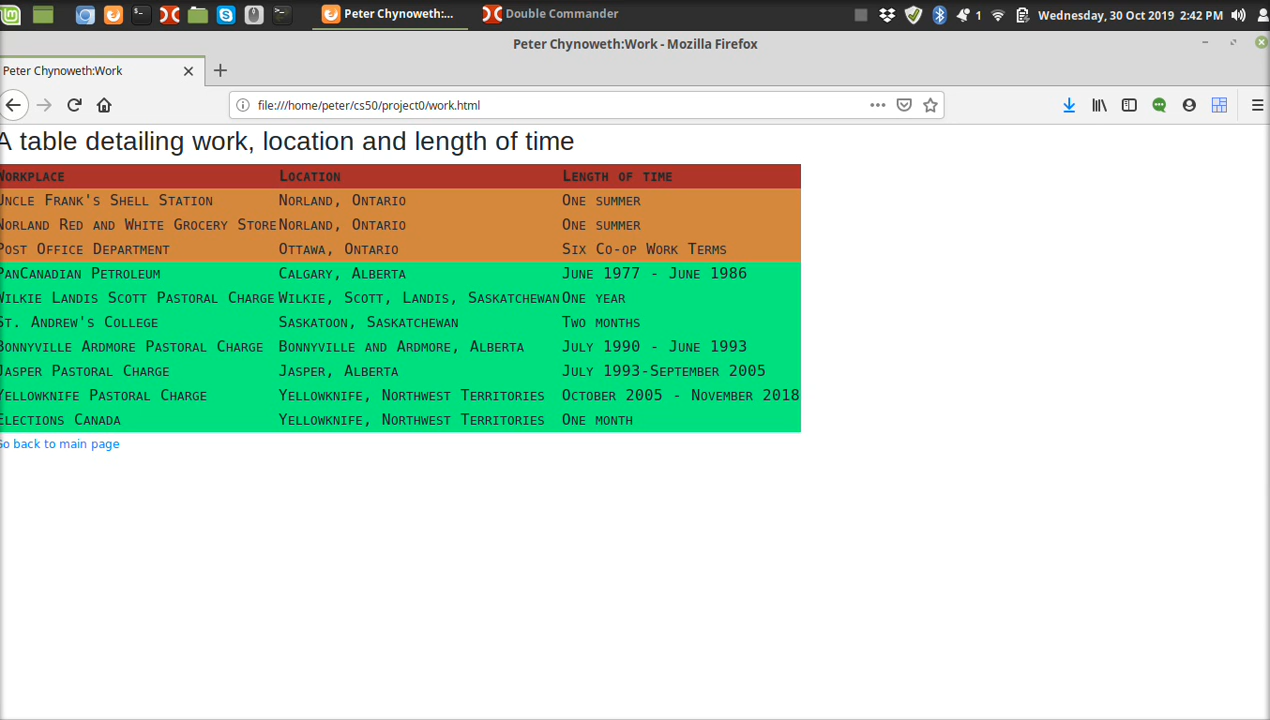 Peter Chynoweth:... Double Commander 1 Wednesday, 30 Oct 2019 2:42 PM
Peter Chynoweth:Work - Mozilla Firefox
Peter Chynoweth:Work
file:///home/peter/cs50/project0/work.html
A table detailing work, location and length of time
Workplace Location Length of time
Uncle Frank's Shell Station Norland, Ontario One summer
Norland Red and White Grocery Store Norland, Ontario One summer
Post Office Department Ottawa, Ontario Six Co-op Work Terms
PanCanadian Petroleum Calgary, Alberta June 1977 - June 1986
Wilkie Landis Scott Pastoral Charge Wilkie, Scott, Landis, Saskatchewan One year
St. Andrew's College Saskatoon, Saskatchewan Two months
Bonnyville Ardmore Pastoral Charge Bonnyville and Ardmore, Alberta July 1990 - June 1993
Jasper Pastoral Charge Jasper, Alberta July 1993-September 2005
Yellowknife Pastoral Charge Yellowknife, Northwest Territories October 2005 - November 2018
Elections Canada Yellowknife, Northwest Territories One month
Go back to main page